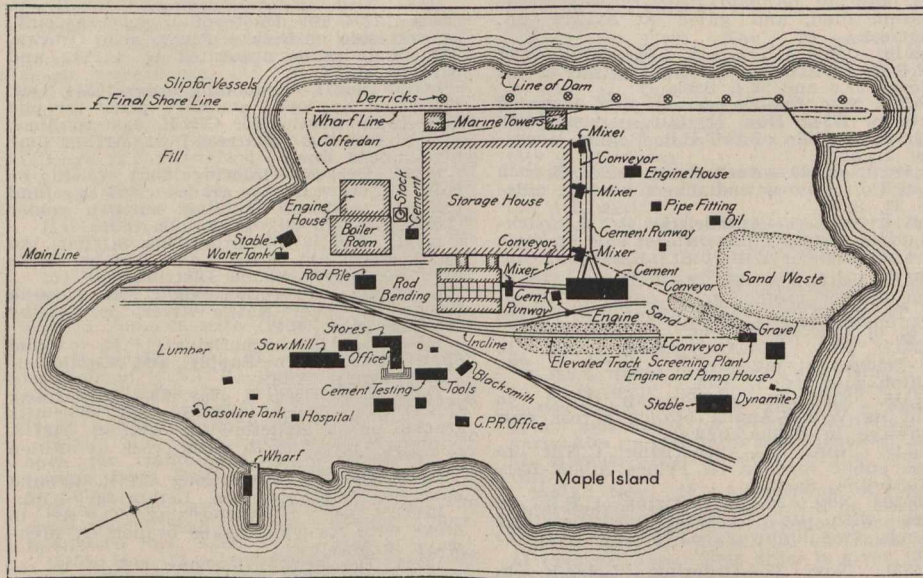 Slip for Vessels
Line of Dam
Final Shore Line
Derricks
Wharf Line
Marine Towers
Cofferdan
Mixer
Fill
Conveyor
Engine House
Engine
House
Stack
Cement
Storage House
Mixer
Pipe Fitting
Oil
Boiler
Room
Stable
Water Tank
Cement Runway
Conveyor
Mixer
Main Line
Rod Pile
Rod
Bending
Mixer
Cement
Conveyor
Sand Waste
Cem.
Runway
Engine
Sand
Gravel
Stores
Incline
Lumber
Saw Mill
Office
Elevated Track
Conveyor
Screening Plant
Engine and Pump House
Cement Testing
Tools
Blacksmith
Stable
Dynamite
Gasoline Tank
Hospital
C.P.R. Office
Wharf
Maple Island